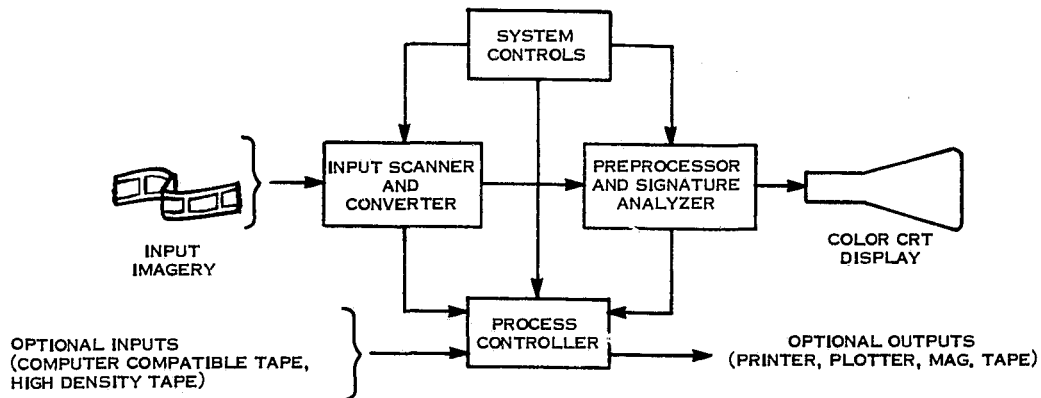 SYSTEM
CONTROLS
INPUT SCANNER
AND
CONVERTER
PREPROCESSOR
AND SIGNATURE
ANALYZER
INPUT
IMAGERY
COLOR CRT
DISPLAY
PROCESS
CONTROLLER
OPTIONAL INPUTS
(COMPUTER COMPATIBLE TAPE,
HIGH DENSITY TAPE)
OPTIONAL OUTPUTS
(PRINTER, PLOTTER, MAG, TAPE)